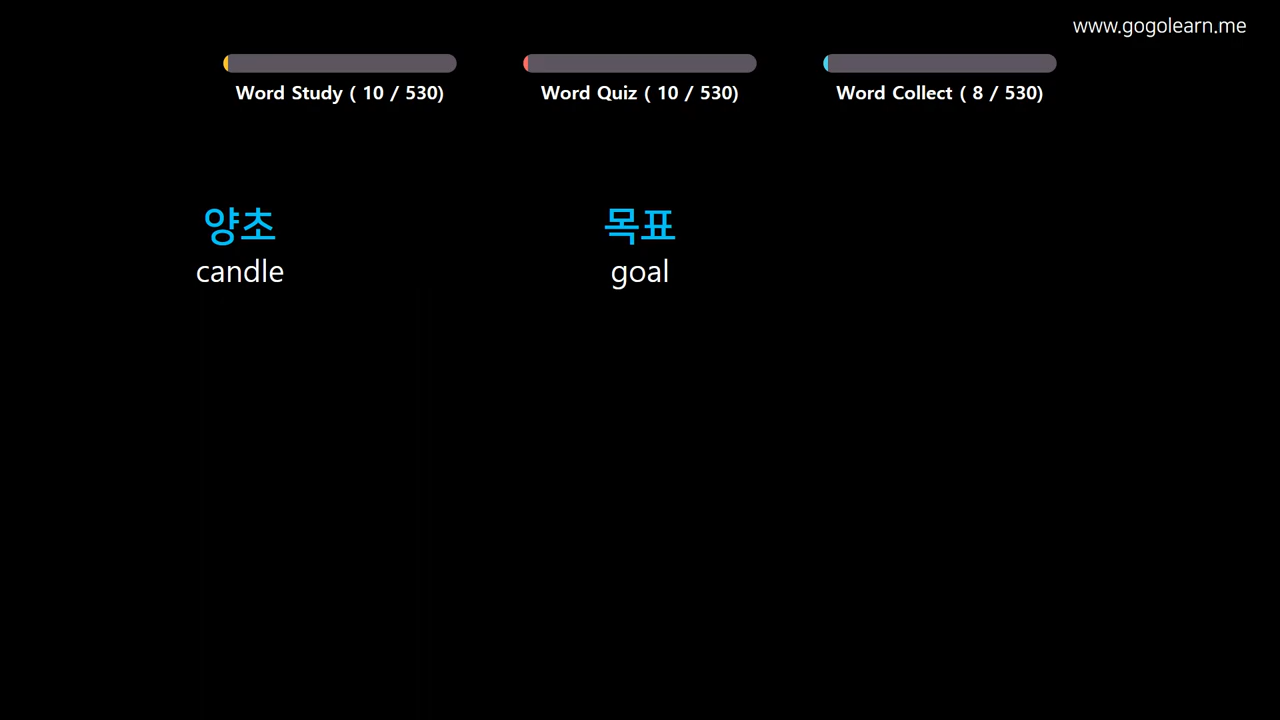 www.gogolearn.me
Word Study ( 10 / 530)
Word Quiz ( 10 / 530)
Word Collect ( 8 / 530)
양초
candle
목표
goal